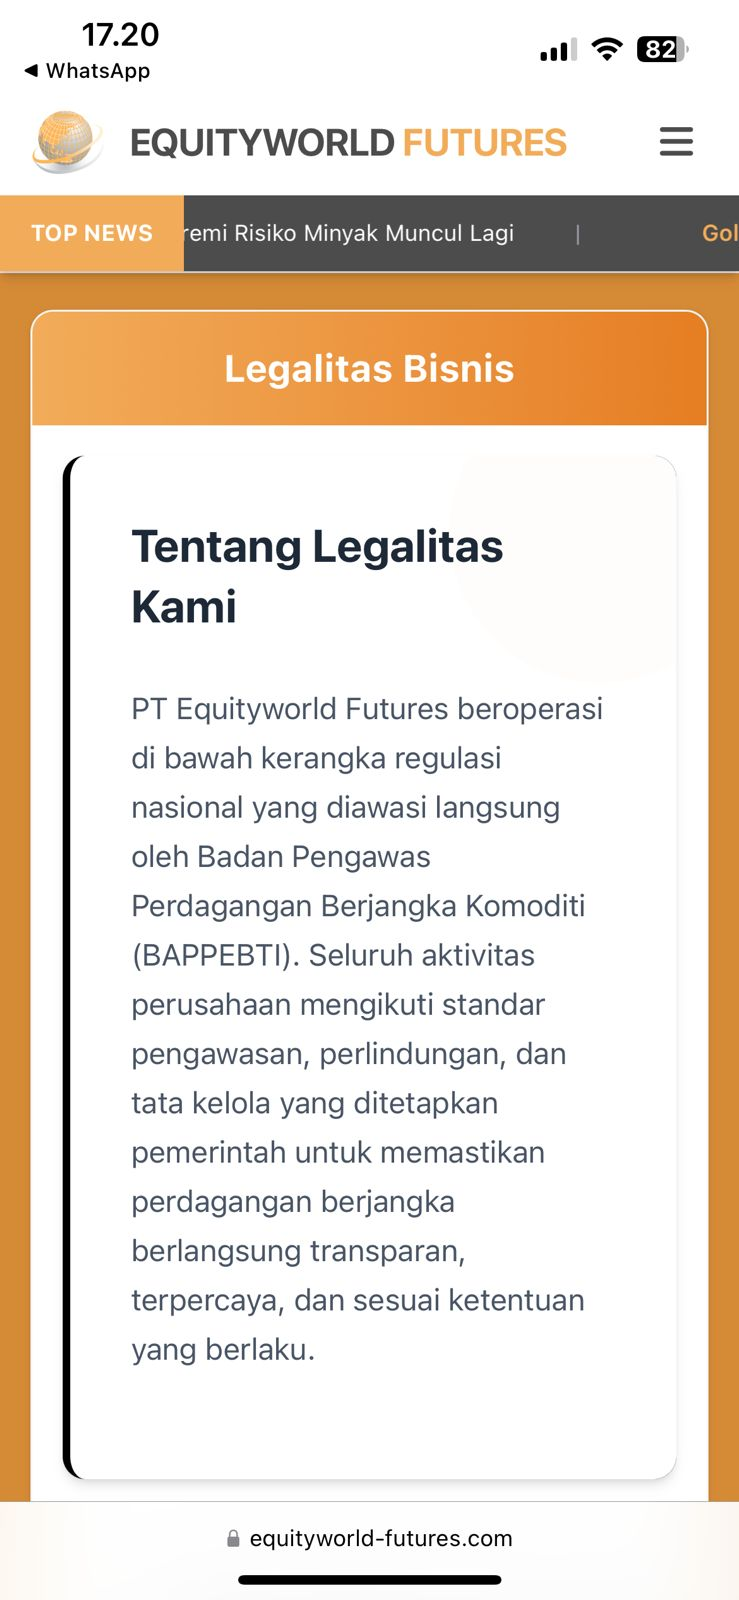 17.20
WhatsApp
82
EQUITYWORLD FUTURES
TOP NEWS
remi Risiko Minyak Muncul Lagi | Gol
Legalitas Bisnis
Tentang Legalitas
Kami
PT Equityworld Futures beroperasi
di bawah kerangka regulasi
nasional yang diawasi langsung
oleh Badan Pengawas
Perdagangan Berjangka Komoditi
(BAPPEBTI). Seluruh aktivitas
perusahaan mengikuti standar
pengawasan, perlindungan, dan
tata kelola yang ditetapkan
pemerintah untuk memastikan
perdagangan berjangka
berlangsung transparan,
terpercaya, dan sesuai ketentuan
yang berlaku.
equityworld-futures.com